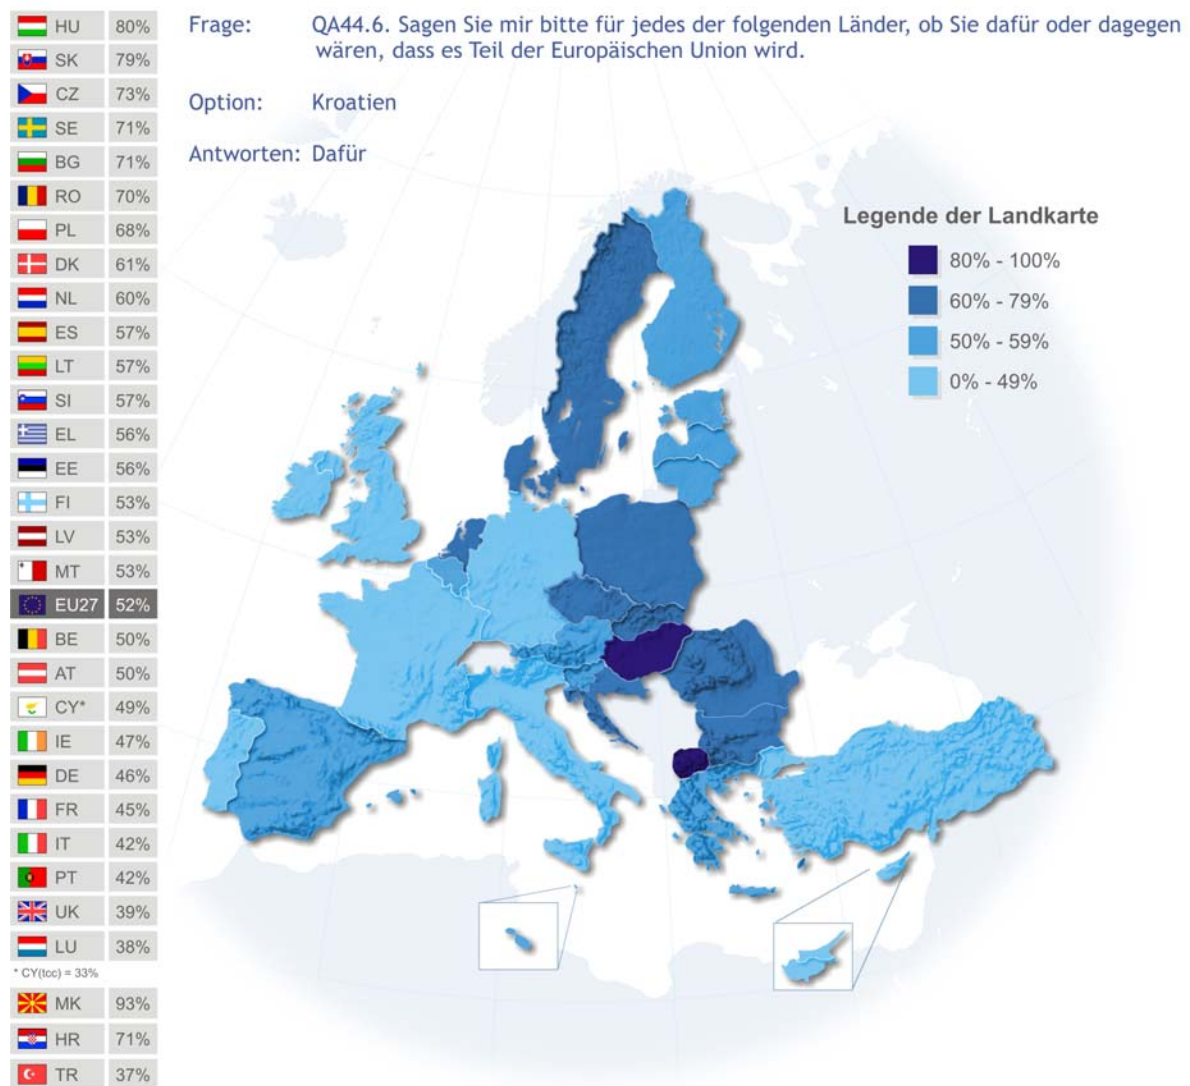 HU 80%
SK 79%
CZ 73%
SE 71%
BG 71%
RO 70%
PL 68%
DK 61%
NL 60%
ES 57%
LT 57%
SI 57%
EL 56%
EE 56%
FI 53%
LV 53%
MT 53%
EU27 52%
BE 50%
AT 50%
CY* 49%
IE 47%
DE 46%
FR 45%
IT 42%
PT 42%
UK 39%
LU 38%
* CY(tcc) = 33%
MK 93%
HR 71%
TR 37%
Frage: QA44.6. Sagen Sie mir bitte für jedes der folgenden Länder, ob Sie dafür oder dagegen
wären, dass es Teil der Europäischen Union wird.
Option: Kroatien
Antworten: Dafür
Legende der Landkarte
80% - 100%
60% - 79%
50% - 59%
0% - 49%